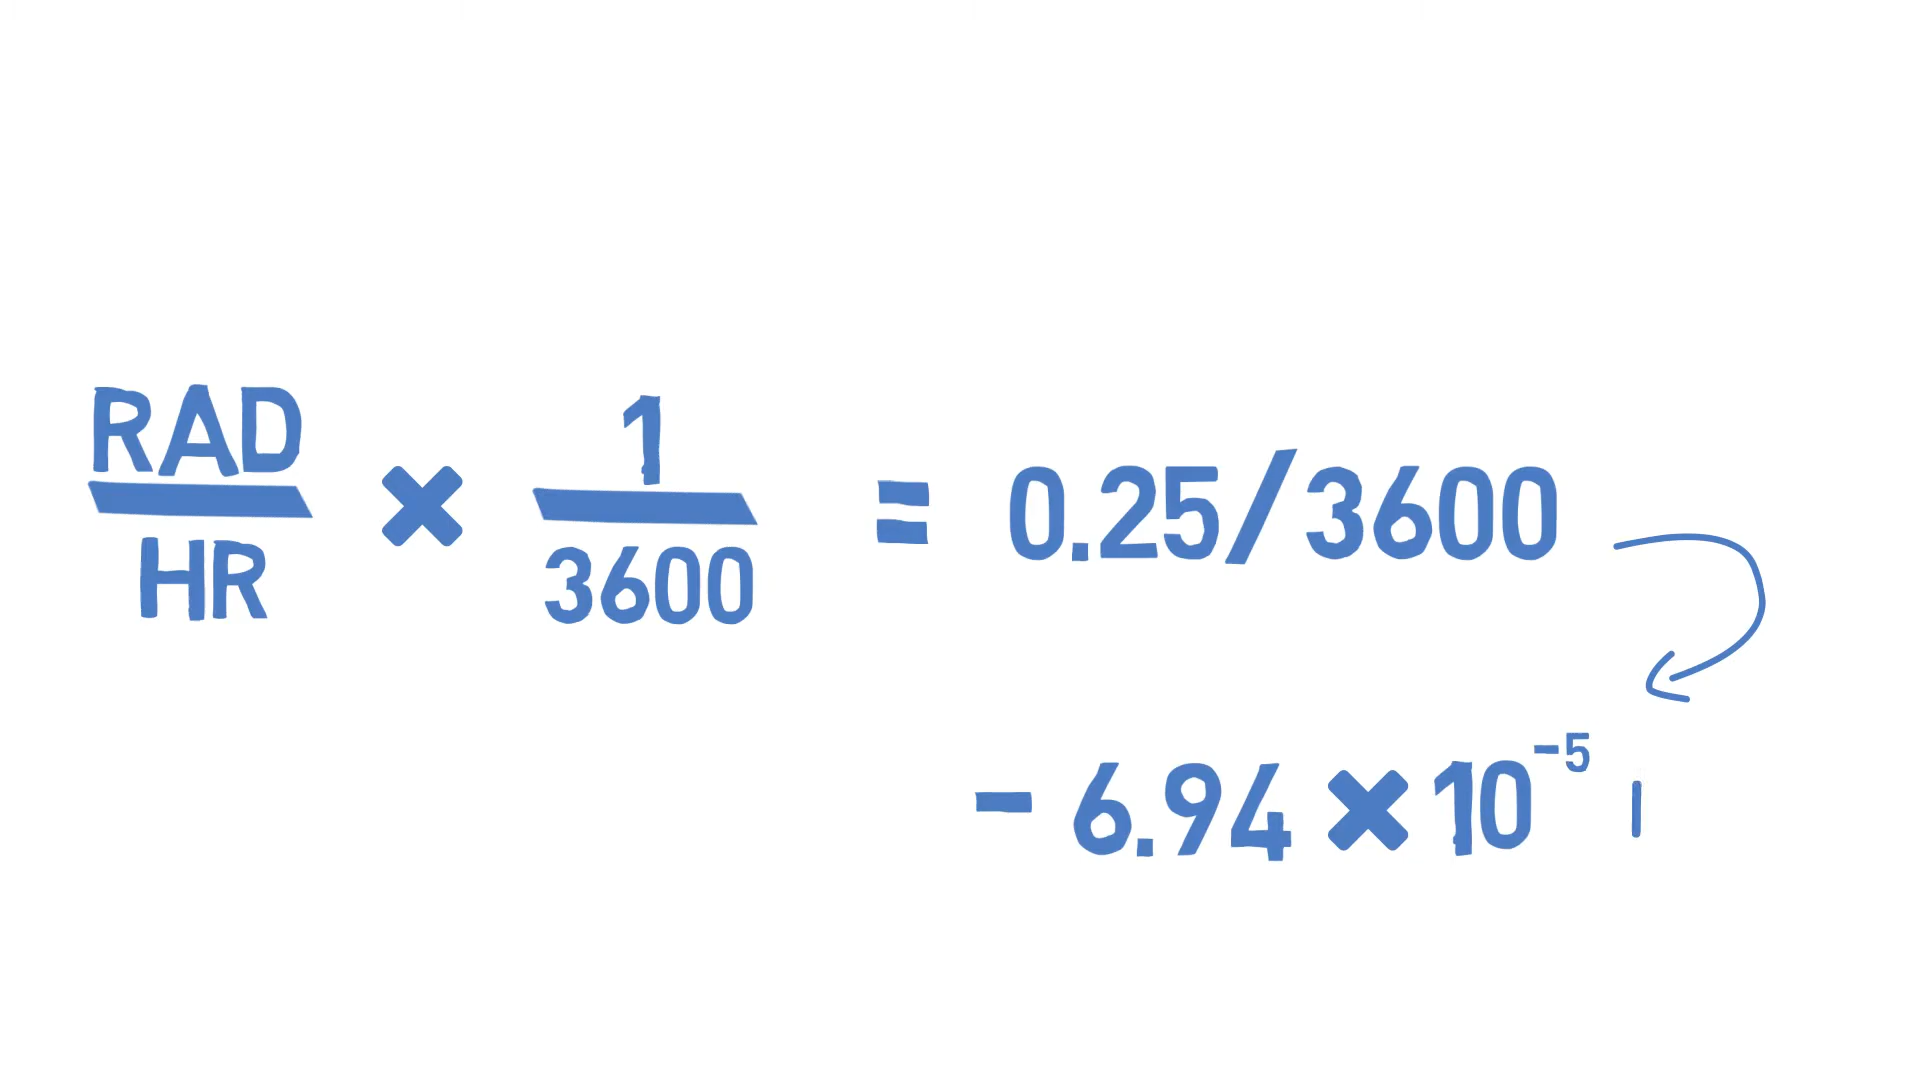 RAD/HR × 1/3600 = 0.25/3600
- 6.94 × 10⁻⁵